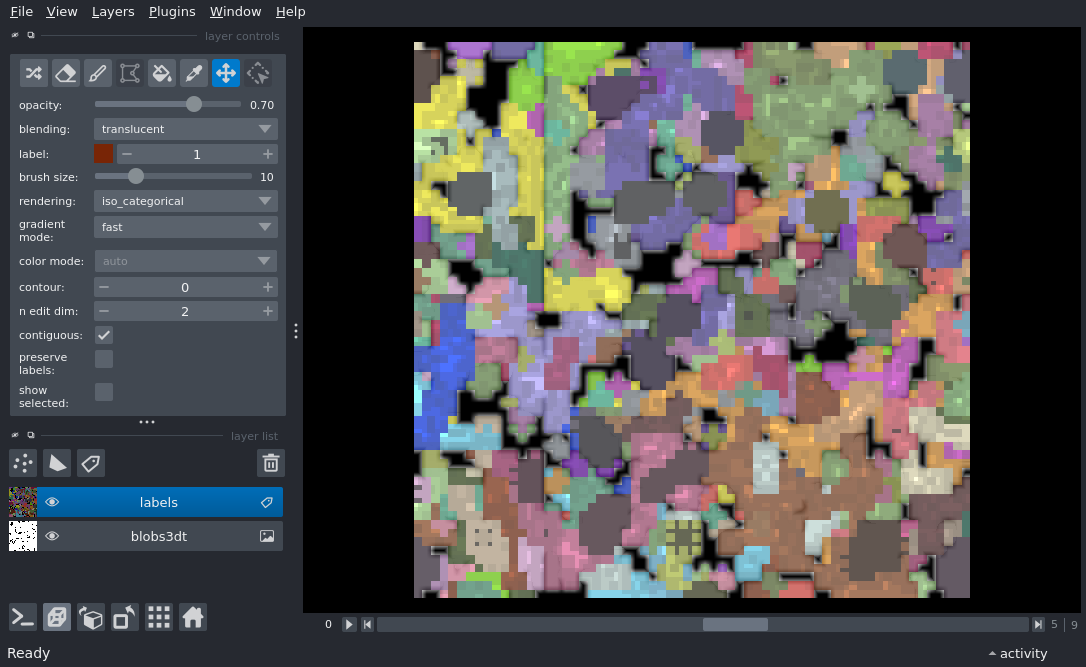 File View Layers Plugins Window Help
layer controls
opacity: 0.70
blending: translucent
label: 1
brush size: 10
rendering: iso_categorical
gradient
mode: fast
color mode: auto
contour: 0
n edit dim: 2
contiguous:
preserve
labels:
show
selected:
layer list
labels
blobs3dt
0 5 | 9
Ready activity